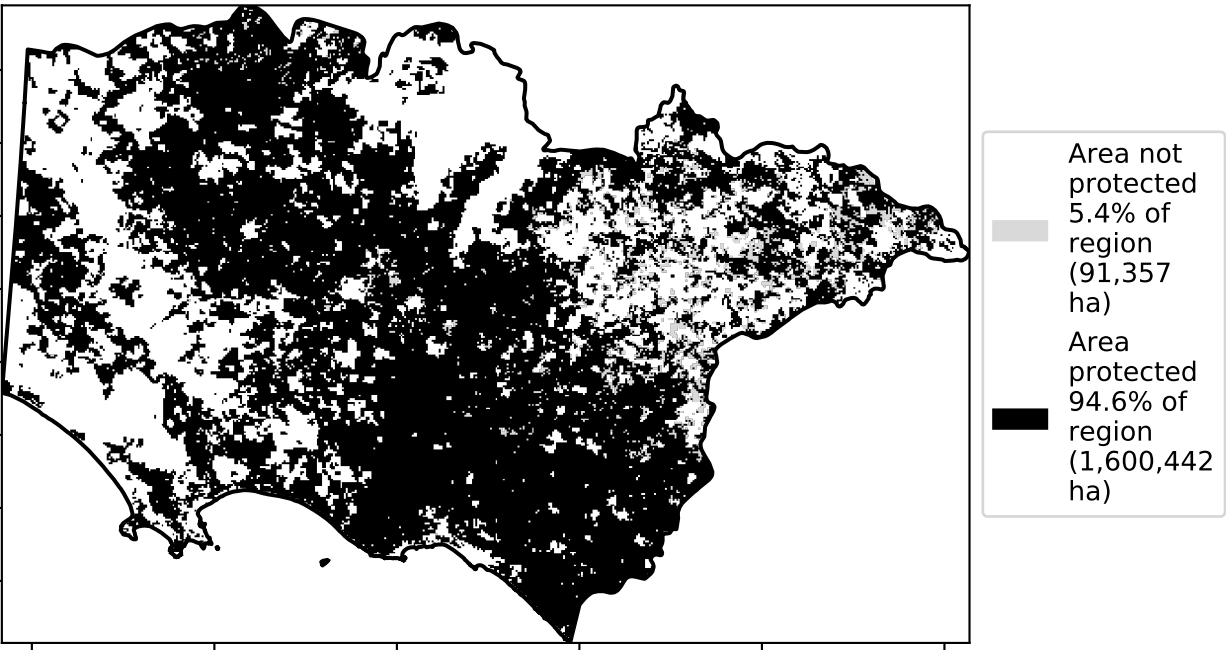 Area not
protected
5.4% of
region
(91,357
ha)
Area
protected
94.6% of
region
(1,600,442
ha)